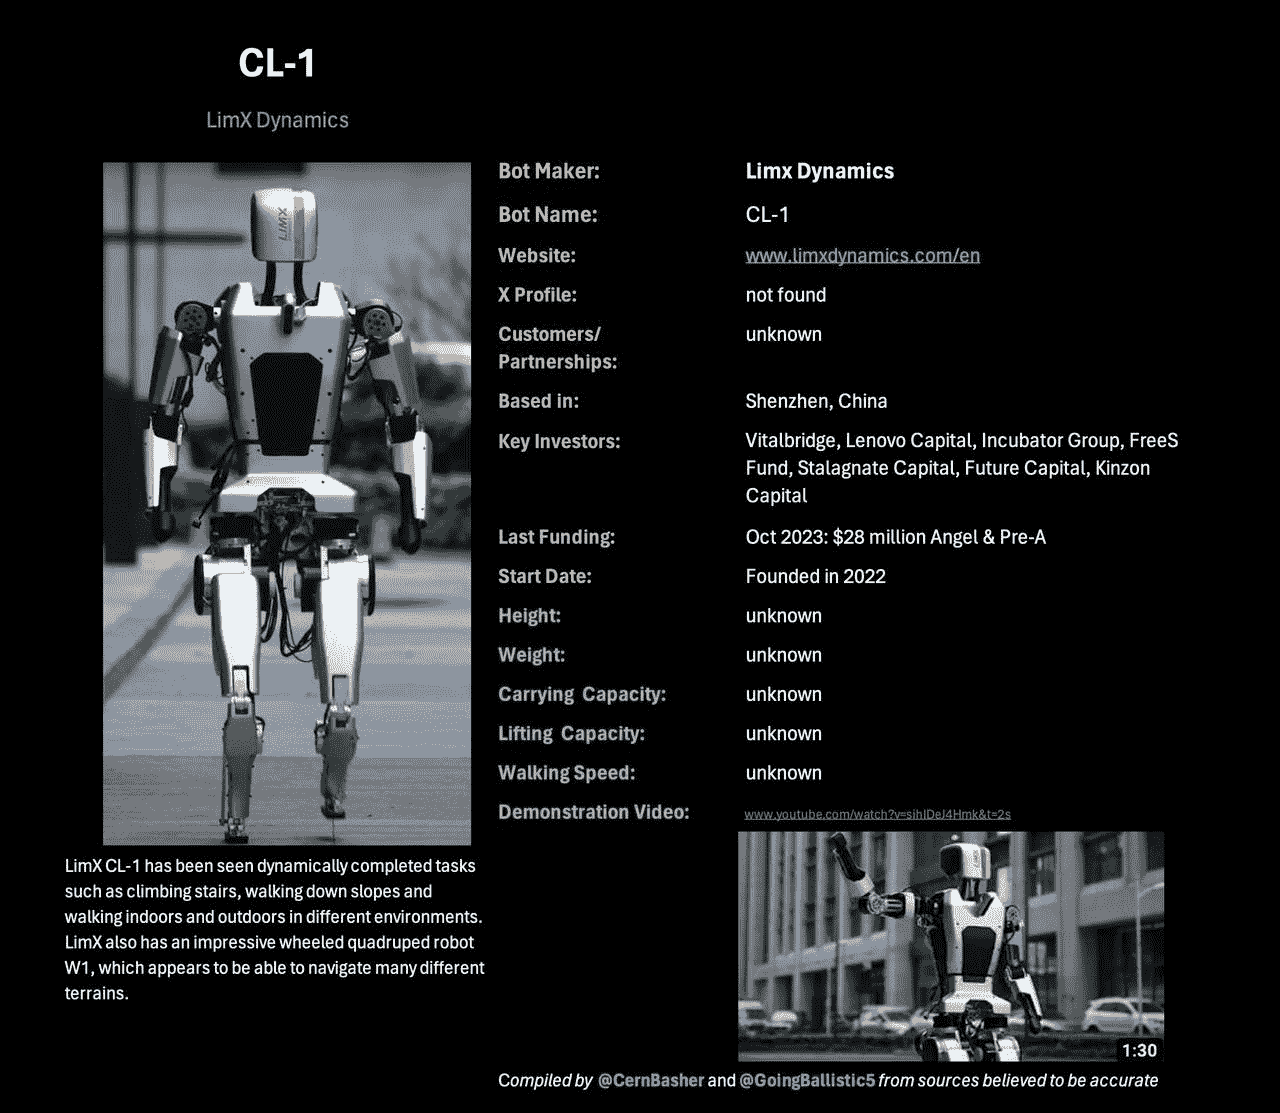 CL-1
LimX Dynamics
LIMX
Bot Maker: Limx Dynamics
Bot Name: CL-1
Website: www.limxdynamics.com/en
X Profile: not found
Customers/ unknown
Partnerships:
Based in: Shenzhen, China
Key Investors: Vitalbridge, Lenovo Capital, Incubator Group, FreeS
Fund, Stalagnate Capital, Future Capital, Kinzon
Capital
Last Funding: Oct 2023: $28 million Angel & Pre-A
Start Date: Founded in 2022
Height: unknown
Weight: unknown
Carrying Capacity: unknown
Lifting Capacity: unknown
Walking Speed: unknown
Demonstration Video: www.youtube.com/watch?v=sihIDeJ4Hmk&t=2s
LimX CL-1 has been seen dynamically completed tasks
such as climbing stairs, walking down slopes and
walking indoors and outdoors in different environments.
LimX also has an impressive wheeled quadruped robot
W1, which appears to be able to navigate many different
terrains.
LIMX
1:30
Compiled by @CernBasher and @GoingBallistic5 from sources believed to be accurate